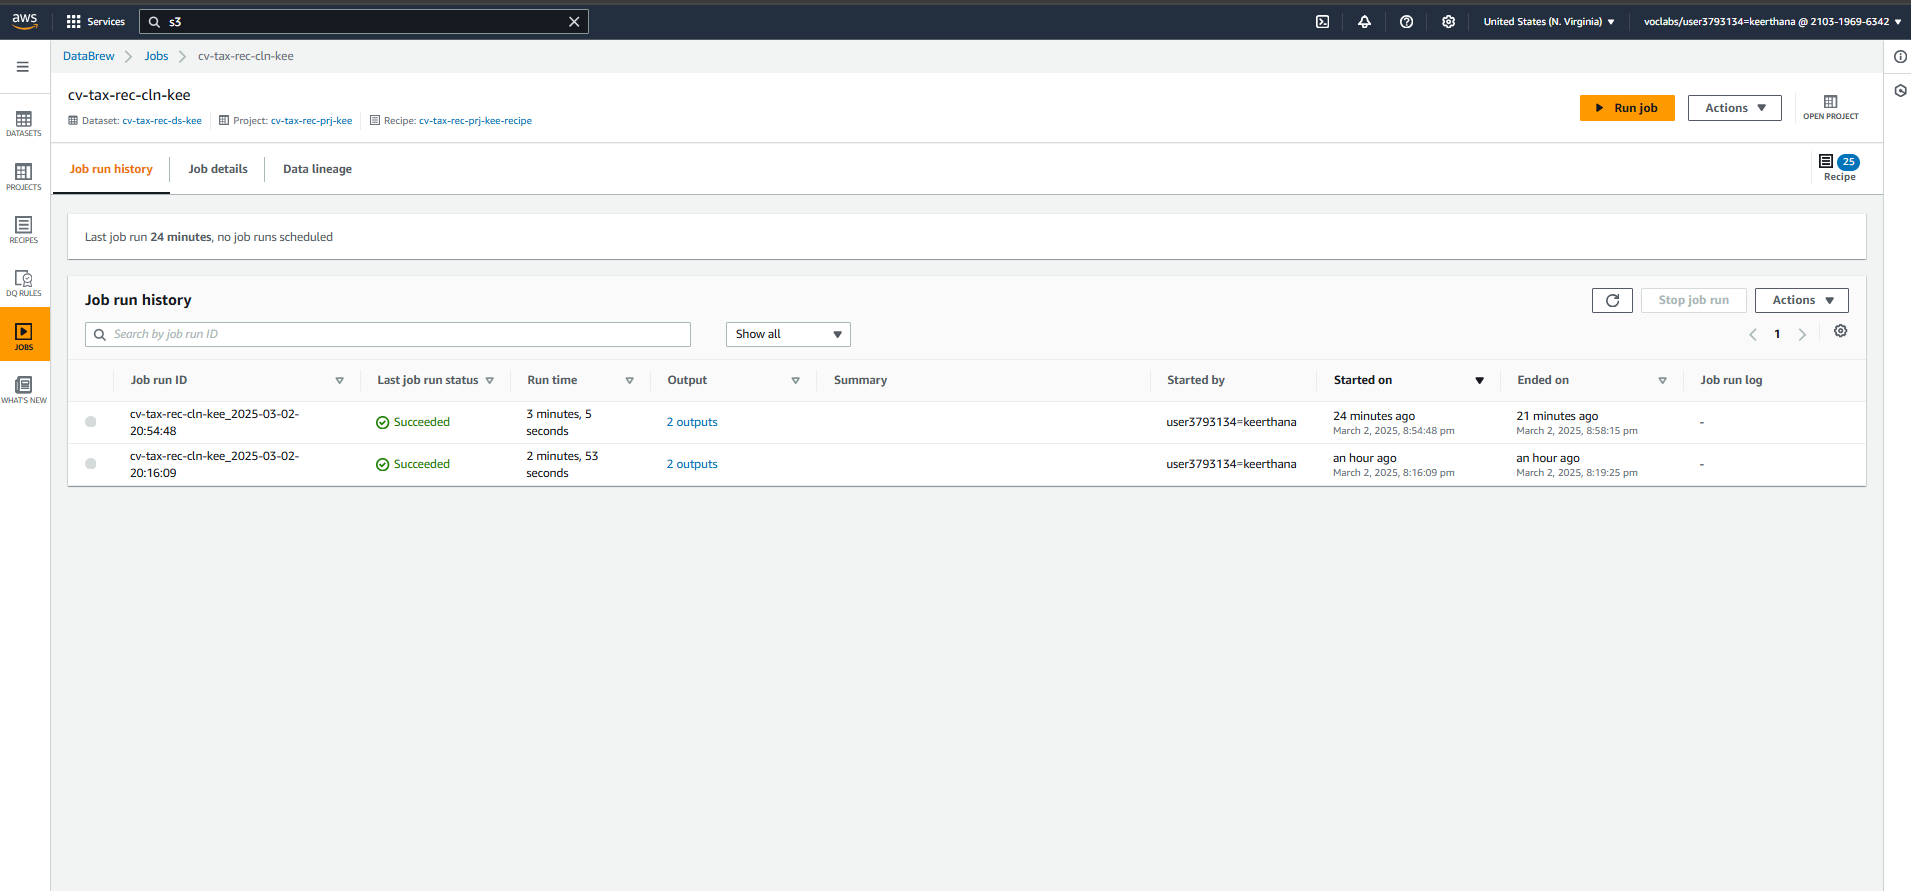 aws
Services
s3
United States (N. Virginia)
voclabs/user3793134=keerthana @ 2103-1969-6342
DataBrew
Jobs
cv-tax-rec-cln-kee
cv-tax-rec-cln-kee
Dataset: cv-tax-rec-ds-kee
Project: cv-tax-rec-prj-kee
Recipe: cv-tax-rec-prj-kee-recipe
Run job
Actions
OPEN PROJECT
DATASETS
PROJECTS
RECIPES
DQ RULES
JOBS
WHAT'S NEW
Job run history
Job details
Data lineage
25
Recipe
Last job run 24 minutes, no job runs scheduled
Job run history
Stop job run
Actions
Search by job run ID
Show all
1
Job run ID
Last job run status
Run time
Output
Summary
Started by
Started on
Ended on
Job run log
cv-tax-rec-cln-kee_2025-03-02-
20:54:48
Succeeded
3 minutes, 5
seconds
2 outputs
user3793134=keerthana
24 minutes ago
March 2, 2025, 8:54:48 pm
21 minutes ago
March 2, 2025, 8:58:15 pm
-
cv-tax-rec-cln-kee_2025-03-02-
20:16:09
Succeeded
2 minutes, 53
seconds
2 outputs
user3793134=keerthana
an hour ago
March 2, 2025, 8:16:09 pm
an hour ago
March 2, 2025, 8:19:25 pm
-